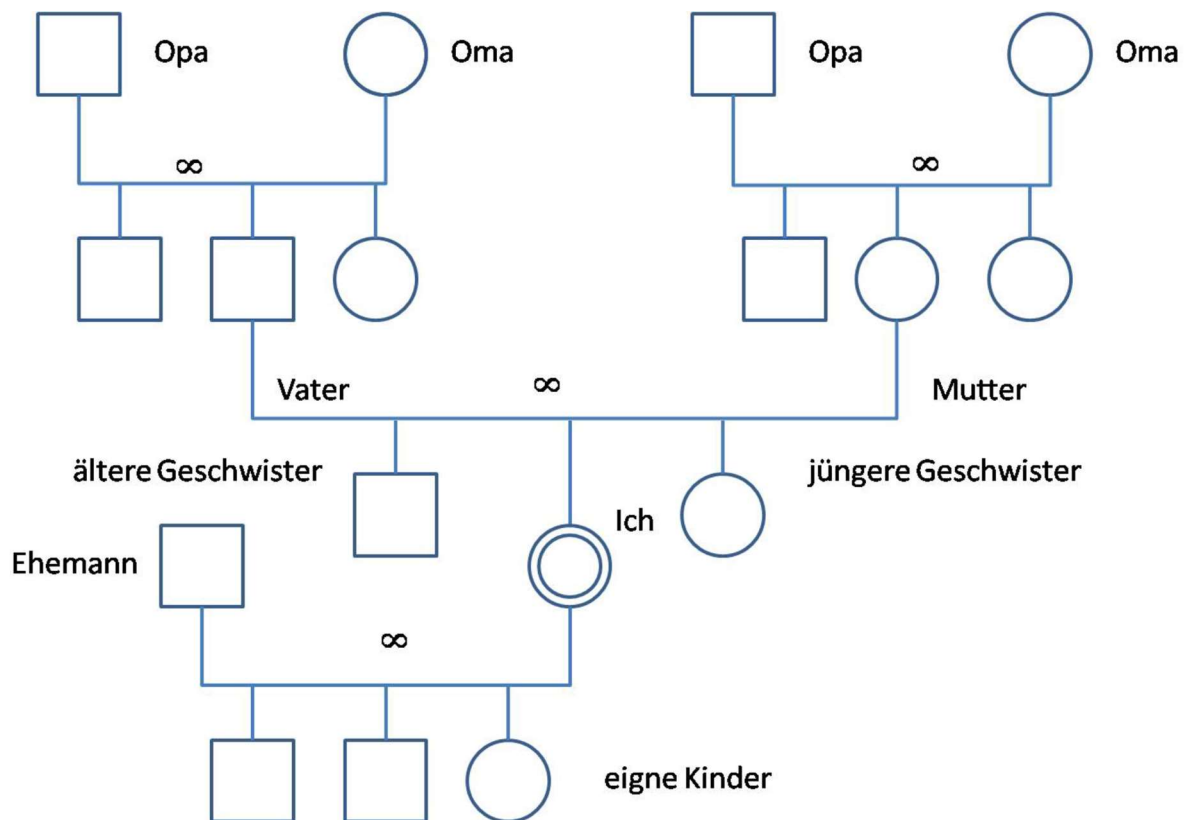 Opa Oma Opa Oma
∞ ∞
Vater ∞ Mutter
ältere Geschwister jüngere Geschwister
Ich
Ehemann
∞
eigne Kinder